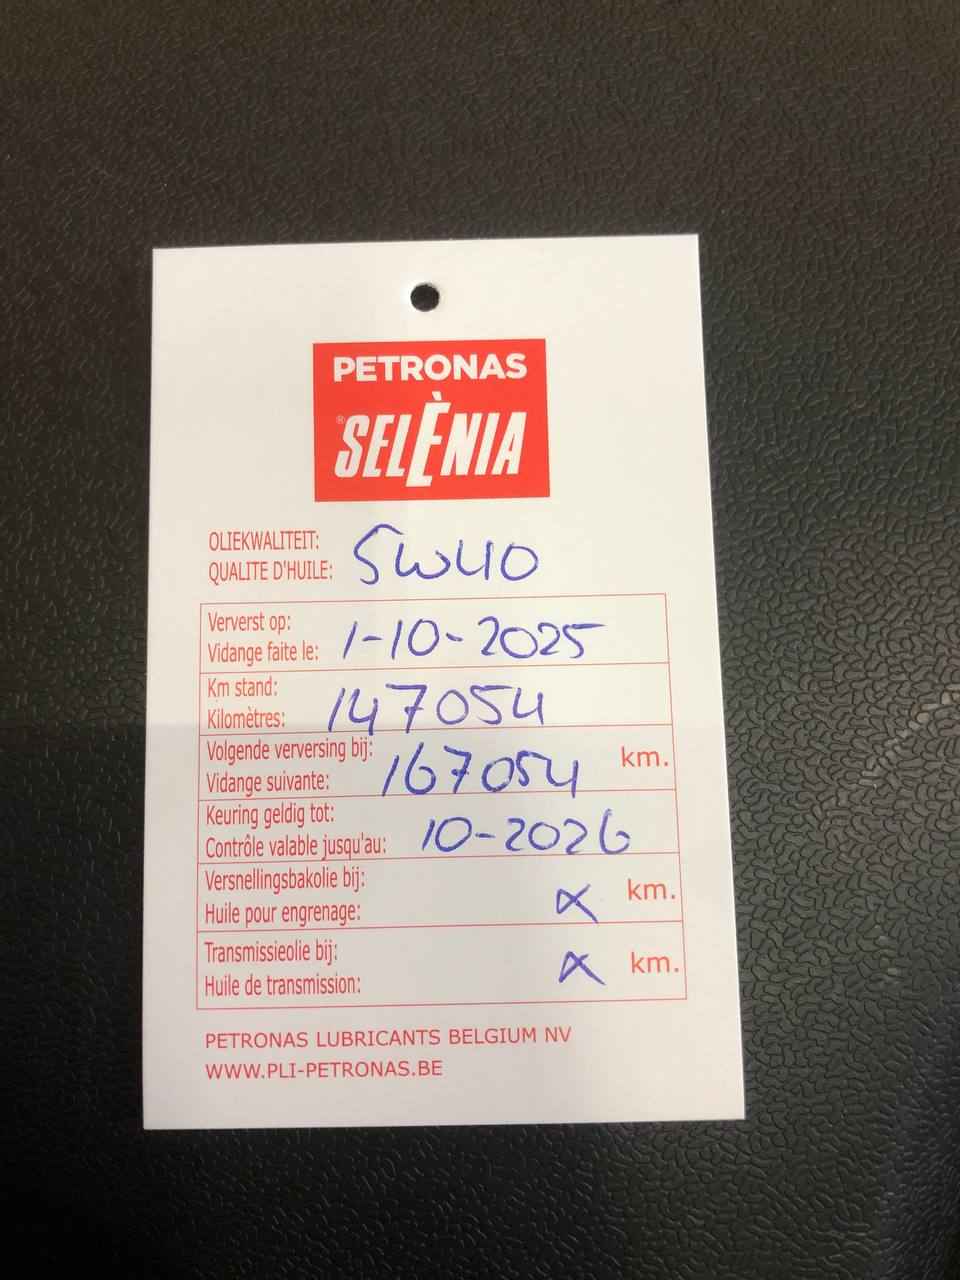 PETRONAS
®SELÈNIA
OLIEKWALITEIT:
QUALITE D'HUILE: 5W40
Ververst op:
Vidange faite le: 1-10-2025
Km stand:
Kilomètres: 147054
Volgende verversing bij:
Vidange suivante: 167054 km.
Keuring geldig tot:
Contrôle valable jusqu'au: 10-2026
Versnellingsbakolie bij:
Huile pour engrenage: x km.
Transmissieolie bij:
Huile de transmission: x km.
PETRONAS LUBRICANTS BELGIUM NV
WWW.PLI-PETRONAS.BE